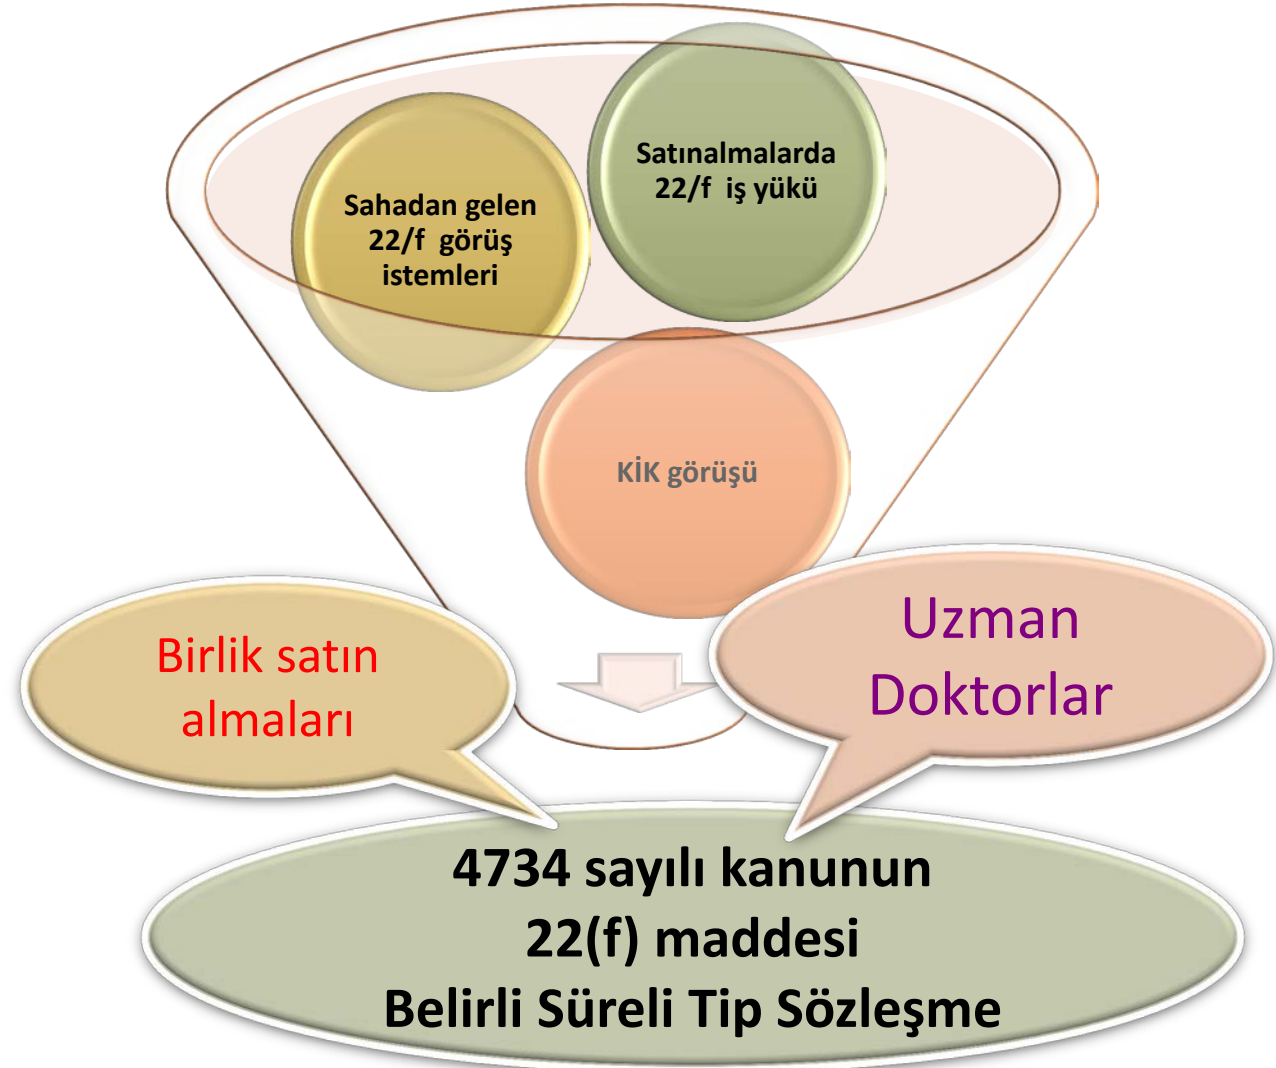 Satınalmalarda
22/f iş yükü
Sahadan gelen
22/f görüş
istemleri
KİK görüşü
Birlik satın
almaları
Uzman
Doktorlar
4734 sayılı kanunun
22(f) maddesi
Belirli Süreli Tip Sözleşme